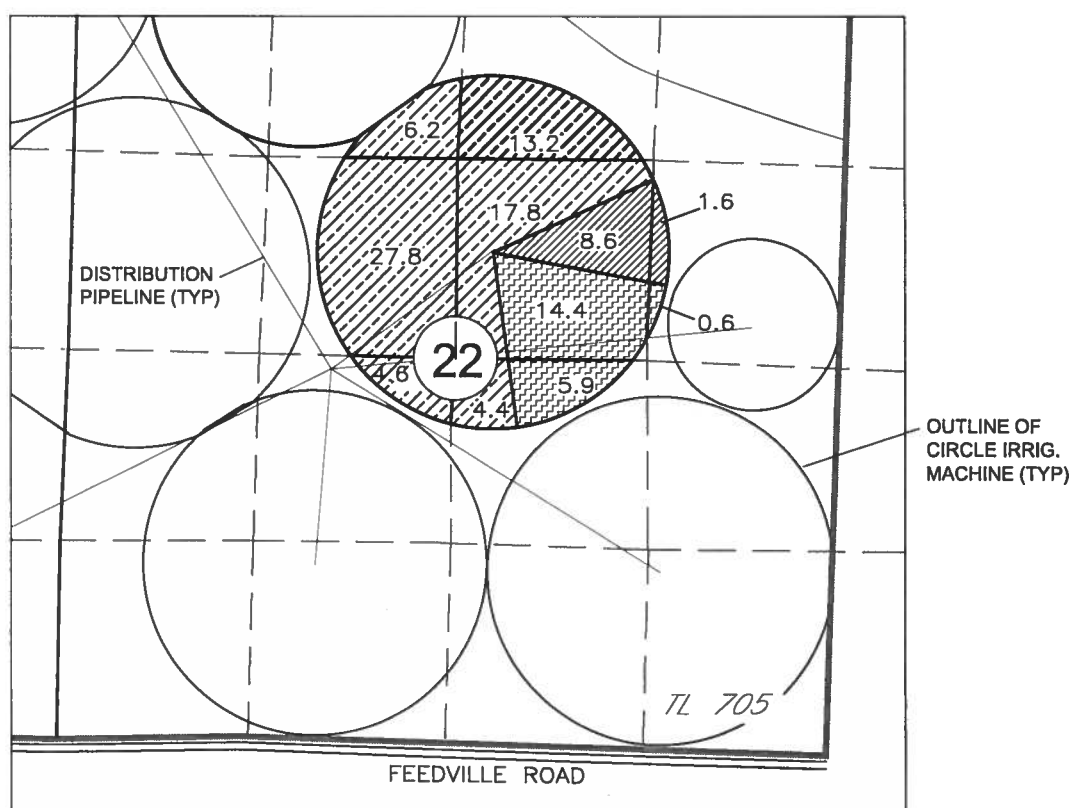 6.2
13.2
17.8
1.6
8.6
27.8
DISTRIBUTION
PIPELINE (TYP)
14.4
0.6
22
4.6
4.4
5.9
OUTLINE OF
CIRCLE IRRIG.
MACHINE (TYP)
TL 705
FEEDVILLE ROAD